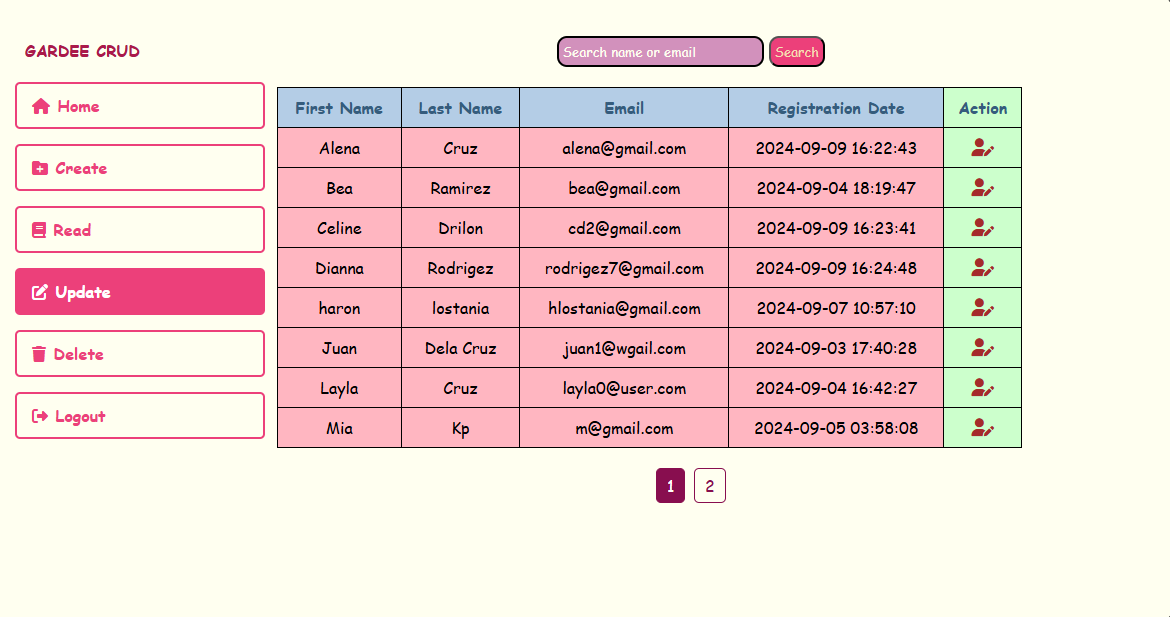 GARDEE CRUD
Search name or email Search
Home
Create
Read
Update
Delete
Logout
First Name Last Name Email Registration Date Action
Alena Cruz alena@gmail.com 2024-09-09 16:22:43
Bea Ramirez bea@gmail.com 2024-09-04 18:19:47
Celine Drilon cd2@gmail.com 2024-09-09 16:23:41
Dianna Rodrigez rodrigez7@gmail.com 2024-09-09 16:24:48
haron lostania hlostania@gmail.com 2024-09-07 10:57:10
Juan Dela Cruz juan1@wgail.com 2024-09-03 17:40:28
Layla Cruz layla0@user.com 2024-09-04 16:42:27
Mia Kp m@gmail.com 2024-09-05 03:58:08
1 2